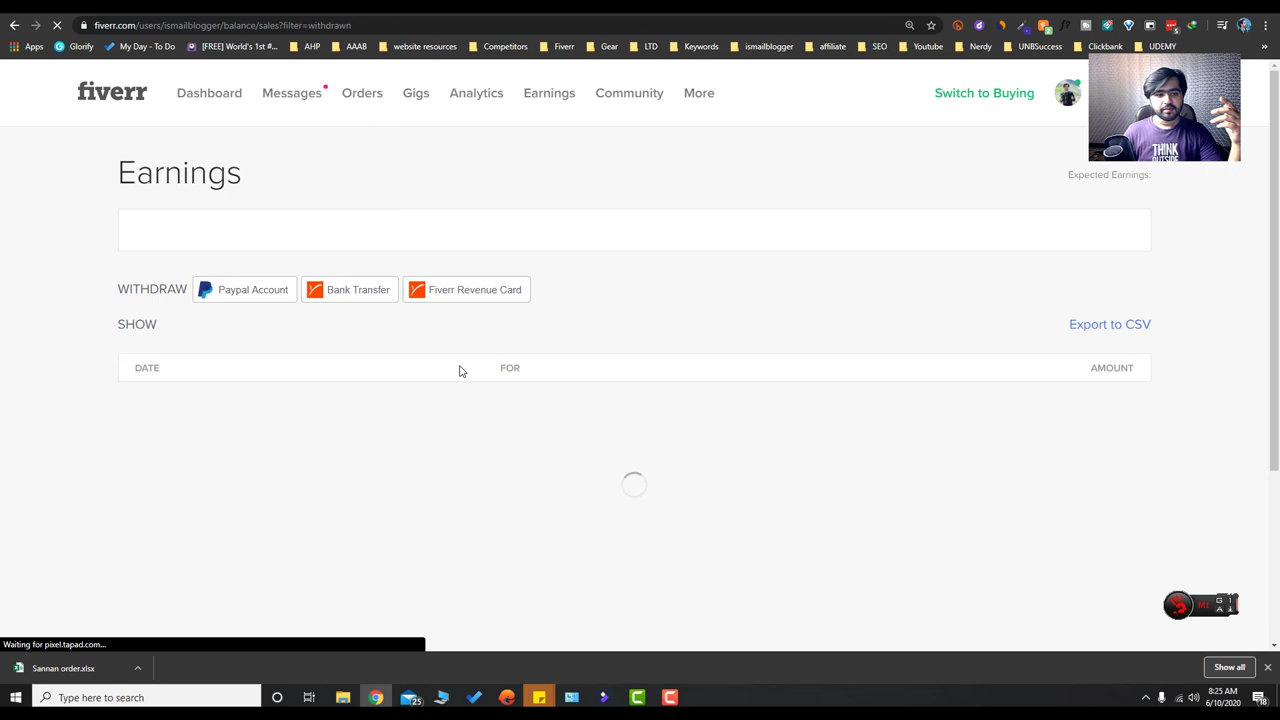 fiverr.com/users/ismailblogger/balance/sales?filter=withdrawn
Apps Glorify My Day - To Do [FREE] World's 1st #... AHP AAAB website resources Competitors Fiverr Gear LTD Keywords ismailblogger affiliate SEO Youtube Nerdy UNBSuccess Clickbank UDEMY »
fiverr Dashboard Messages Orders Gigs Analytics Earnings Community More Switch to Buying
THINK
OUTSIDE
Earnings
Expected Earnings:
WITHDRAW Paypal Account Bank Transfer Fiverr Revenue Card
SHOW Export to CSV
DATE FOR AMOUNT
Waiting for pixel.tapad.com...
Sannan order.xlsx Show all
Type here to search 25 8:25 AM
6/10/2020 18